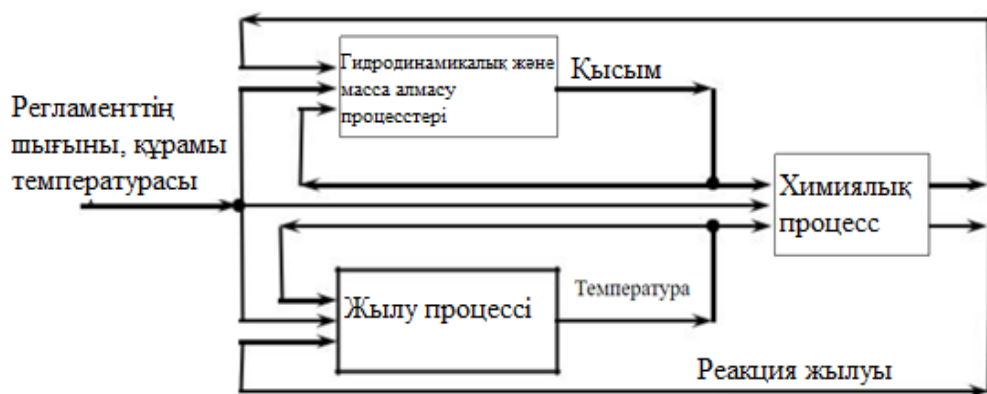 Гидродинамикалық және
масса алмасу
процесстері
Қысым
Регламенттің
шығыны, құрамы
температурасы
Химиялық
процесс
Жылу процессі
Температура
Реакция жылуы